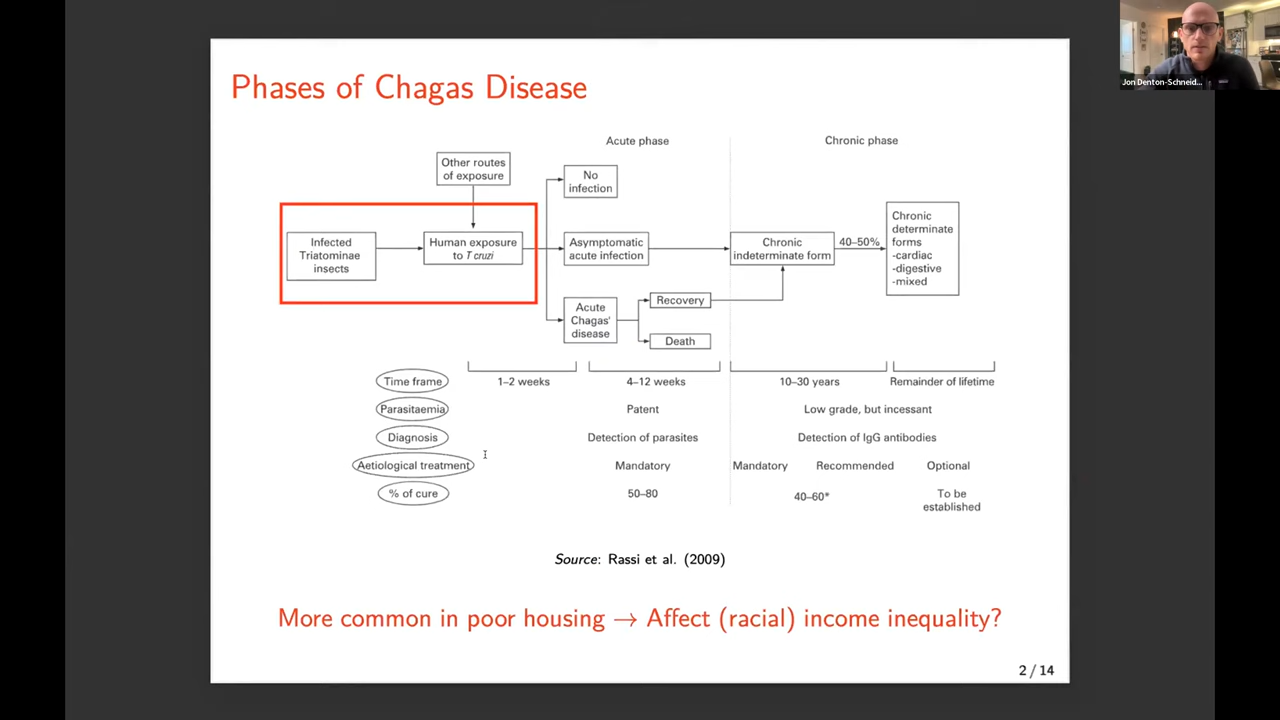 Jon Denton-Schneid...
Phases of Chagas Disease
Acute phase
Chronic phase
Other routes
of exposure
No
infection
Infected
Triatominae
insects
Human exposure
to T cruzi
Asymptomatic
acute infection
Chronic
indeterminate form
40–50%
Chronic
determinate
forms
-cardiac
-digestive
-mixed
Acute
Chagas'
disease
Recovery
Death
Time frame
1–2 weeks
4–12 weeks
10–30 years
Remainder of lifetime
Parasitaemia
Patent
Low grade, but incessant
Diagnosis
Detection of parasites
Detection of IgG antibodies
Aetiological treatment
Mandatory
Mandatory
Recommended
Optional
% of cure
50–80
40–60*
To be
established
Source: Rassi et al. (2009)
More common in poor housing → Affect (racial) income inequality?
2 / 14